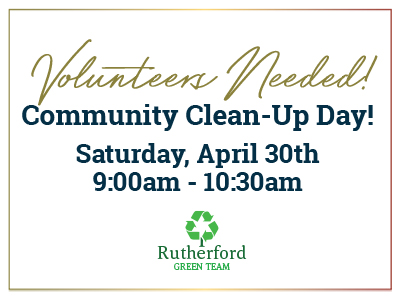 Volunteers Needed!
Community Clean-Up Day!
Saturday, April 30th
9:00am - 10:30am
Rutherford
GREEN TEAM